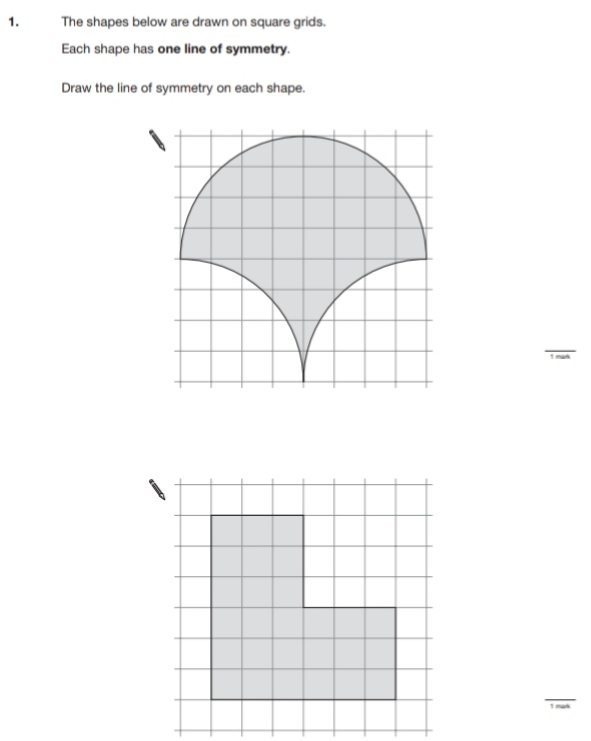 1. The shapes below are drawn on square grids.
Each shape has one line of symmetry.
Draw the line of symmetry on each shape.
1 mark
1 mark